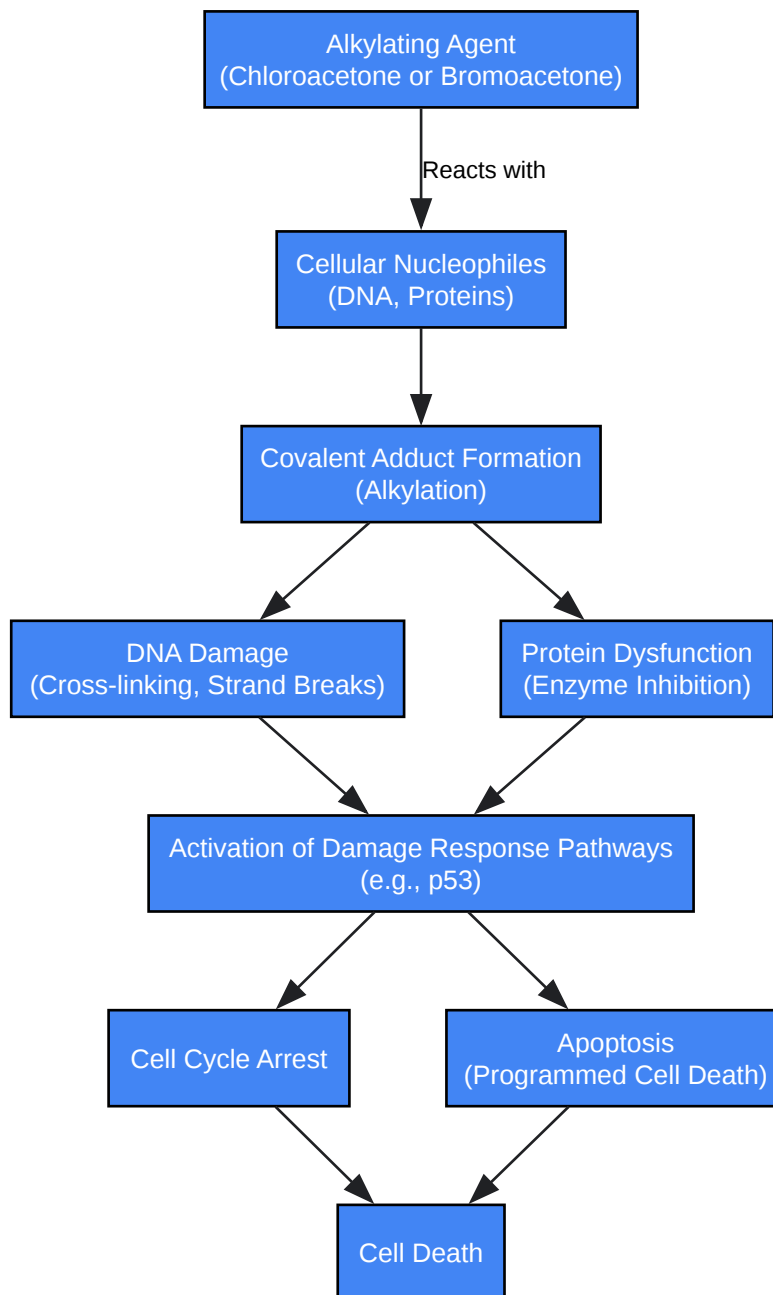 Alkylating Agent
(Chloroacetone or Bromoacetone)
Reacts with
Cellular Nucleophiles
(DNA, Proteins)
Covalent Adduct Formation
(Alkylation)
DNA Damage
(Cross-linking, Strand Breaks)
Protein Dysfunction
(Enzyme Inhibition)
Activation of Damage Response Pathways
(e.g., p53)
Cell Cycle Arrest
Apoptosis
(Programmed Cell Death)
Cell Death